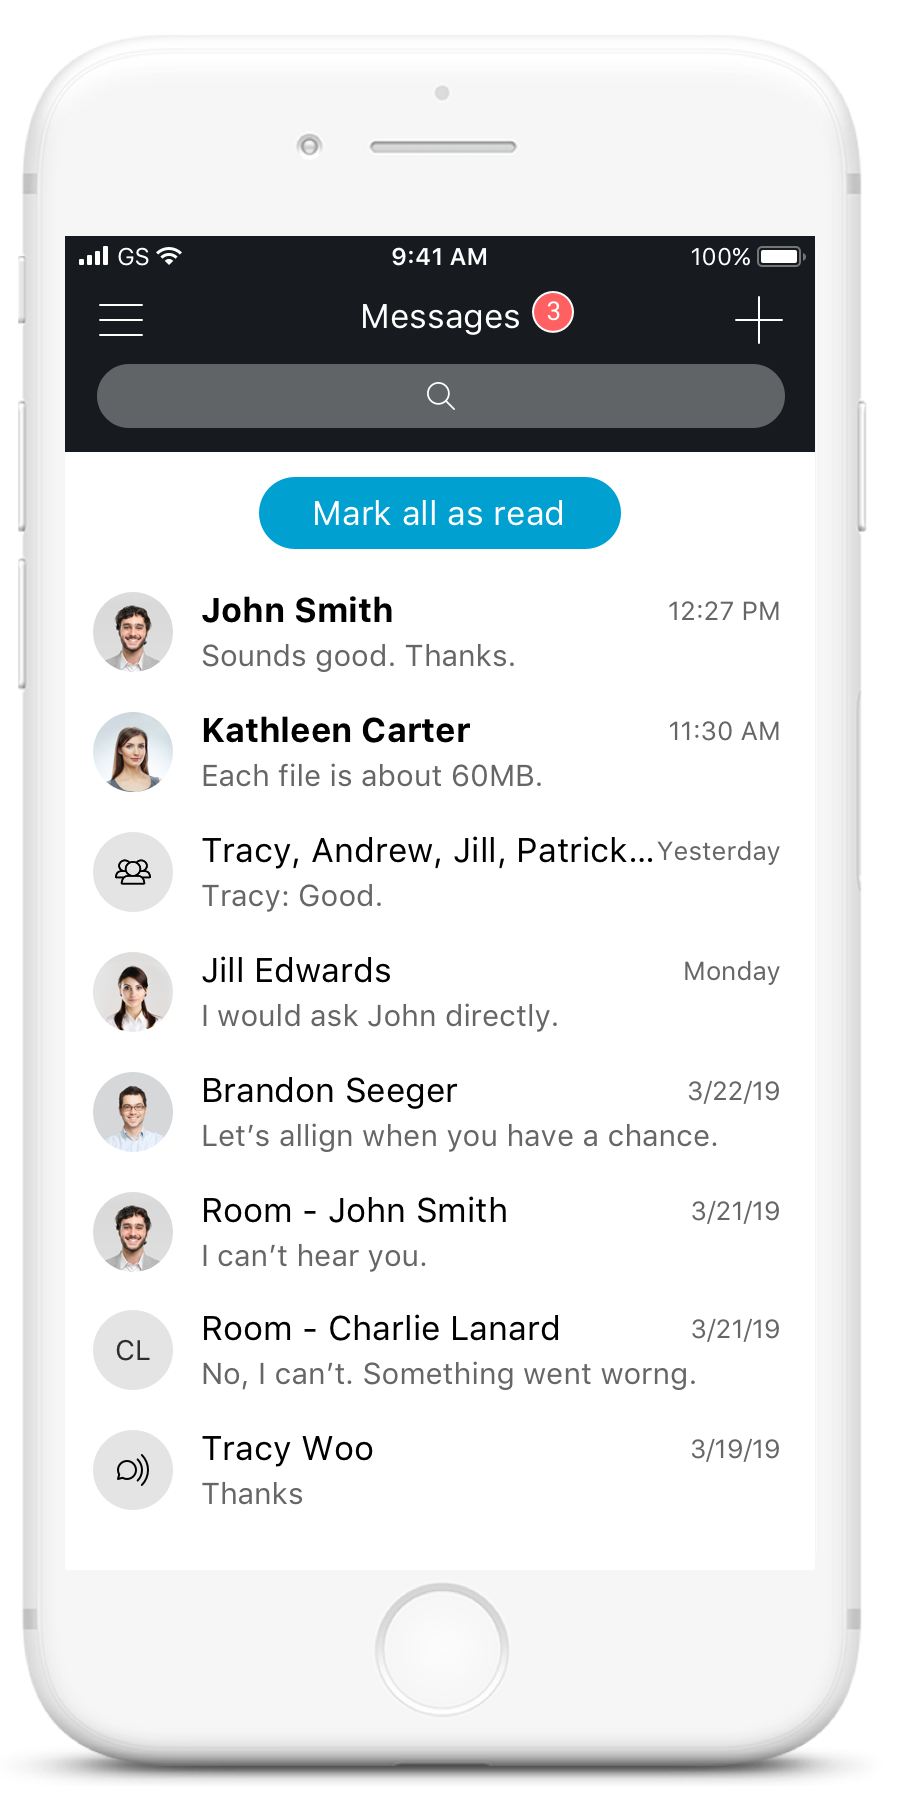 GS 9:41 AM 100%
Messages 3
Mark all as read
John Smith 12:27 PM
Sounds good. Thanks.
Kathleen Carter 11:30 AM
Each file is about 60MB.
Tracy, Andrew, Jill, Patrick... Yesterday
Tracy: Good.
Jill Edwards Monday
I would ask John directly.
Brandon Seeger 3/22/19
Let’s allign when you have a chance.
Room - John Smith 3/21/19
I can’t hear you.
CL Room - Charlie Lanard 3/21/19
No, I can’t. Something went worng.
Tracy Woo 3/19/19
Thanks